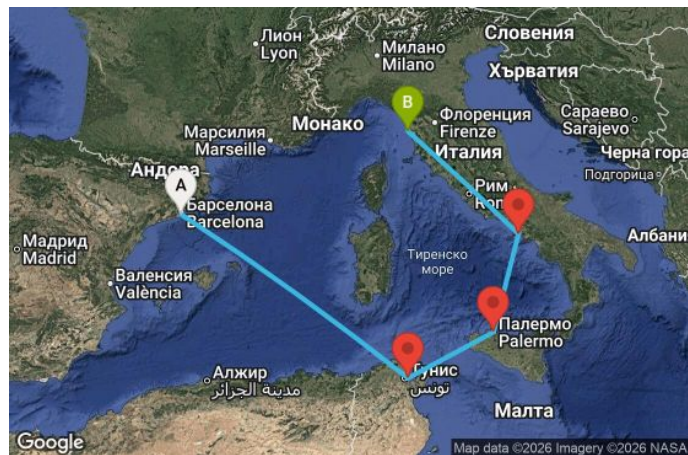 Лион
Lyon
Милано
Milano
Словения
Хърватия
B
Флоренция
Firenze
Сараево
Sarajevo
Монако
Марсилия
Marseille
Италия
Черна гора
Подгорица
Андора
A
Барселона
Barcelona
Рим
Rom
Мадрид
Madrid
Албани
Тиренско
море
Валенсия
València
Палермо
Palermo
Алжир
مدينة الجزائر
Тунис
تونس
Малта
Google
Map data ©2026 Imagery ©2026 NASA